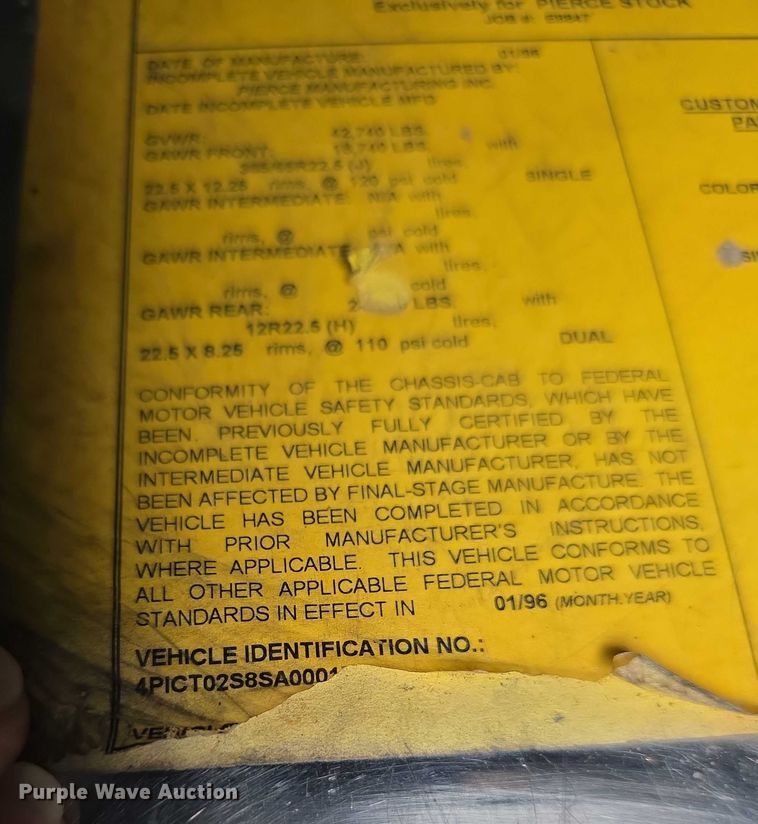 Exclusively for PIERCE STOCK
JOB #:
DATE OF MANUFACTURE: 01/96
INCOMPLETE VEHICLE MANUFACTURED BY:
PIERCE MANUFACTURING INC.
DATE INCOMPLETE VEHICLE MFD
GVWR: 42,740 LBS.
GAWR FRONT: LBS. with
(J) tires,
22.5 X 12.25 rims, @ 120 psi cold SINGLE
GAWR INTERMEDIATE: N/A with
tires,
rims, @ psi cold
GAWR INTERMEDIATE with
tires,
rims, @ cold
GAWR REAR: LBS. with
12R22.5 (H) tires,
22.5 X 8.25 rims, @ 110 psi cold DUAL
CONFORMITY OF THE CHASSIS-CAB TO FEDERAL
MOTOR VEHICLE SAFETY STANDARDS, WHICH HAVE
BEEN PREVIOUSLY FULLY CERTIFIED BY THE
INCOMPLETE VEHICLE MANUFACTURER OR BY THE
INTERMEDIATE VEHICLE MANUFACTURER, HAS NOT
BEEN AFFECTED BY FINAL-STAGE MANUFACTURE. THE
VEHICLE HAS BEEN COMPLETED IN ACCORDANCE
WITH PRIOR MANUFACTURER'S INSTRUCTIONS,
WHERE APPLICABLE. THIS VEHICLE CONFORMS TO
ALL OTHER APPLICABLE FEDERAL MOTOR VEHICLE
STANDARDS IN EFFECT IN 01/96 (MONTH.YEAR)
VEHICLE IDENTIFICATION NO.:
4PICT02S8SA0001
CUSTOM
PA
COLOR
Purple Wave Auction